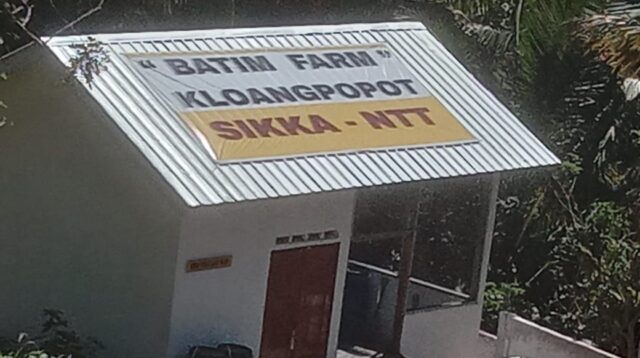 "BATIM FARM"
KLOANGPOPOT
SIKKA - NTT